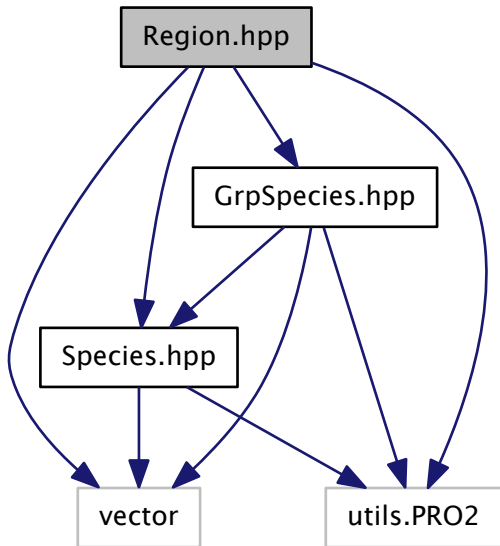 Region.hpp
GrpSpecies.hpp
Species.hpp
vector
utils.PRO2